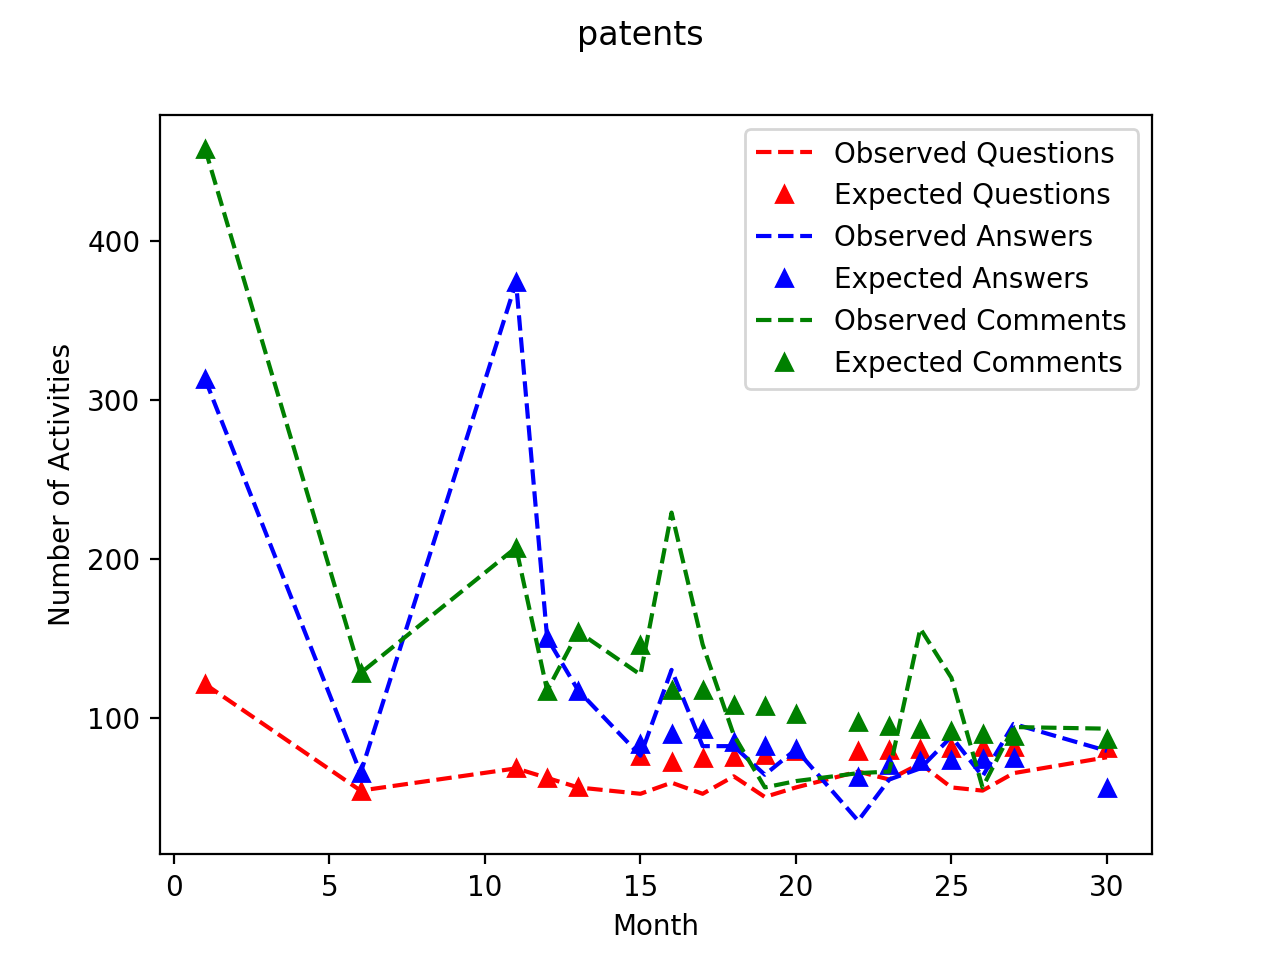 patents
Observed Questions
Expected Questions
Observed Answers
Expected Answers
Observed Comments
Expected Comments
400
300
200
100
Number of Activities
0 5 10 15 20 25 30
Month